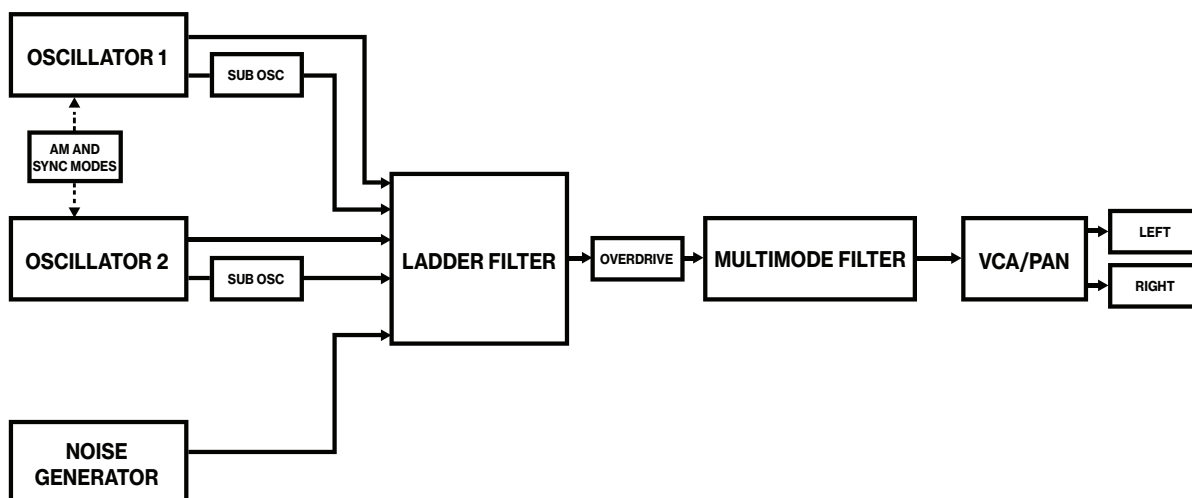 OSCILLATOR 1
SUB OSC
AM AND
SYNC MODES
OSCILLATOR 2
SUB OSC
NOISE
GENERATOR
LADDER FILTER
OVERDRIVE
MULTIMODE FILTER
VCA/PAN
LEFT
RIGHT